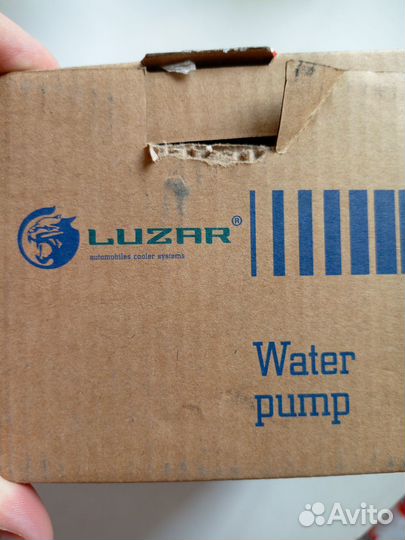 LUZAR®
automobiles cooler systems
Water
pump
Avito